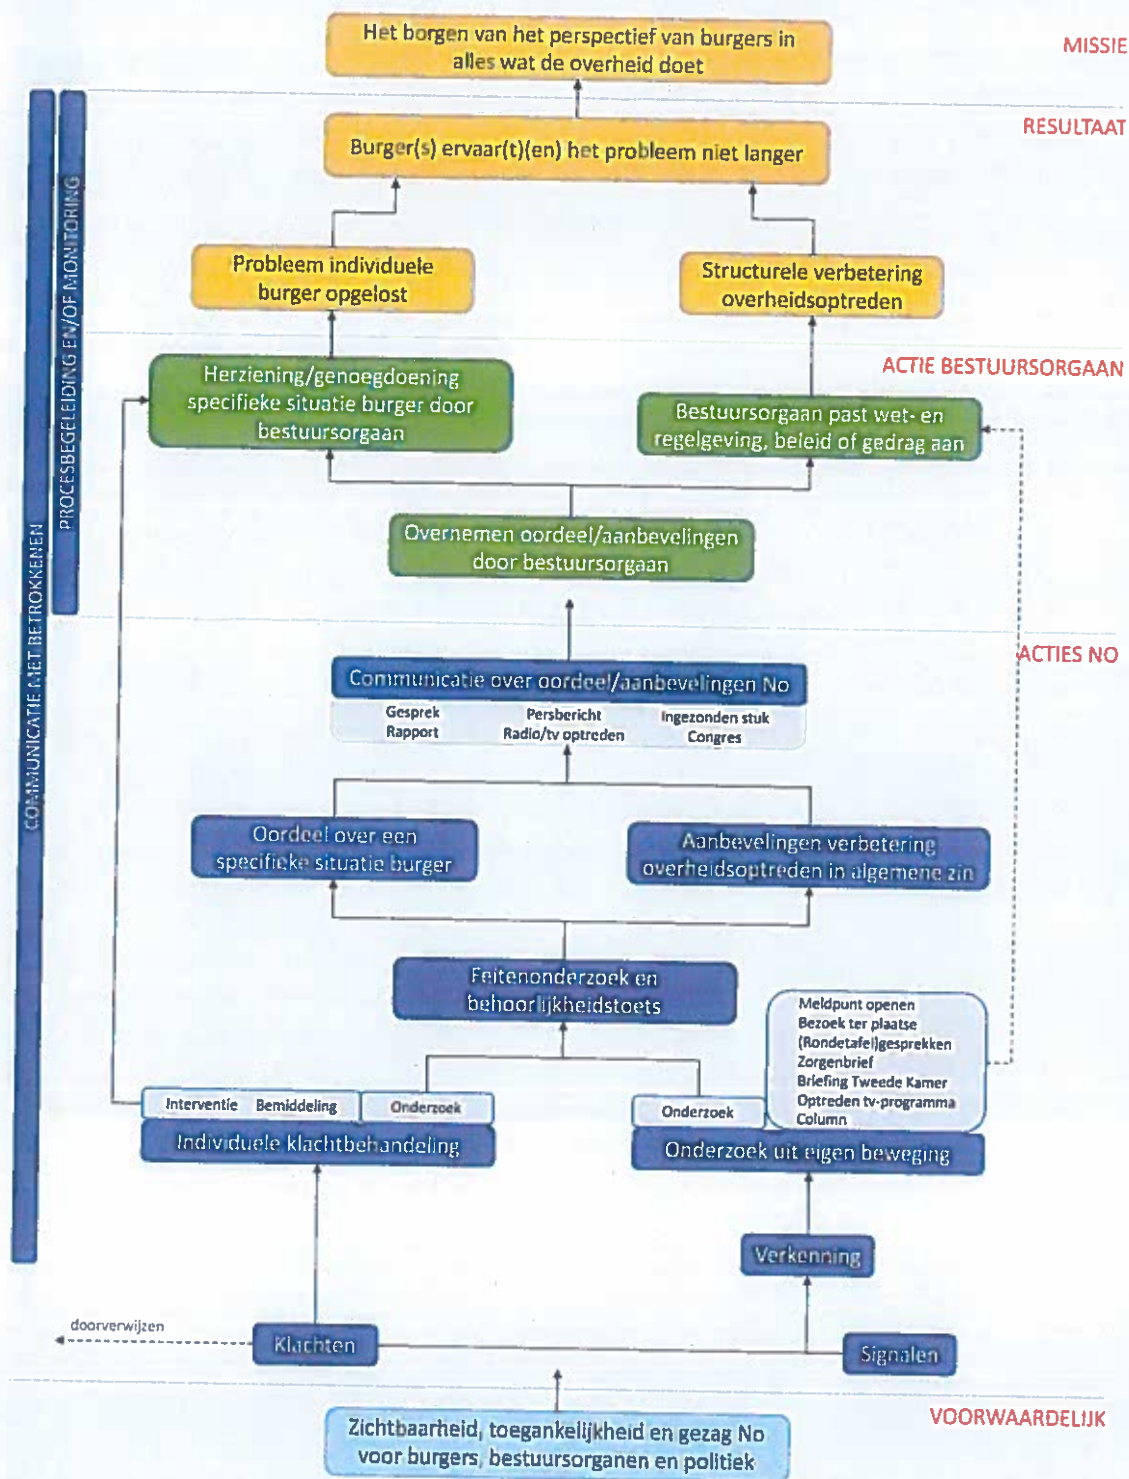 Het borgen van het perspectief van burgers in
alles wat de overheid doet
MISSIE
RESULTAAT
Burger(s) ervaar(t)(en) het probleem niet langer
Probleem individuele
burger opgelost
Structurele verbetering
overheidsoptreden
PROCESBEGELEIDING EN/OF MONITORING
COMMUNICATIE MET BETROKKENEN
ACTIE BESTUURSORGAAN
Herziening/genoegdoening
specifieke situatie burger door
bestuursorgaan
Bestuursorgaan past wet- en
regelgeving, beleid of gedrag aan
Overnemen oordeel/aanbevelingen
door bestuursorgaan
ACTIES NO
Communicatie over oordeel/aanbevelingen No
Gesprek Persbericht Ingezonden stuk
Rapport Radio/tv optreden Congres
Oordeel over een
specifieke situatie burger
Aanbevelingen verbetering
overheidsoptreden in algemene zin
Feitenonderzoek en
behoorlijkheidstoets
Meldpunt openen
Bezoek ter plaatse
(Rondetafel)gesprekken
Zorgenbrief
Briefing Tweede Kamer
Optreden tv-programma
Column
Interventie Bemiddeling Onderzoek
Individuele klachtbehandeling
Onderzoek
Onderzoek uit eigen beweging
Verkenning
doorverwijzen
Klachten
Signalen
VOORWAARDELIJK
Zichtbaarheid, toegankelijkheid en gezag No
voor burgers, bestuursorganen en politiek